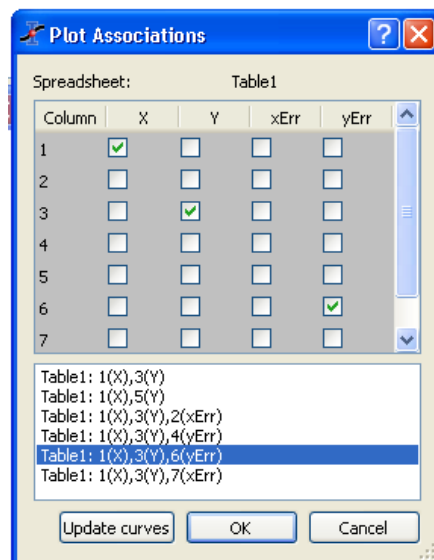 Plot Associations
Spreadsheet: Table1
Column X Y xErr yErr
1
2
3
4
5
6
7
Table1: 1(X),3(Y)
Table1: 1(X),5(Y)
Table1: 1(X),3(Y),2(xErr)
Table1: 1(X),3(Y),4(yErr)
Table1: 1(X),3(Y),6(yErr)
Table1: 1(X),3(Y),7(xErr)
Update curves OK Cancel